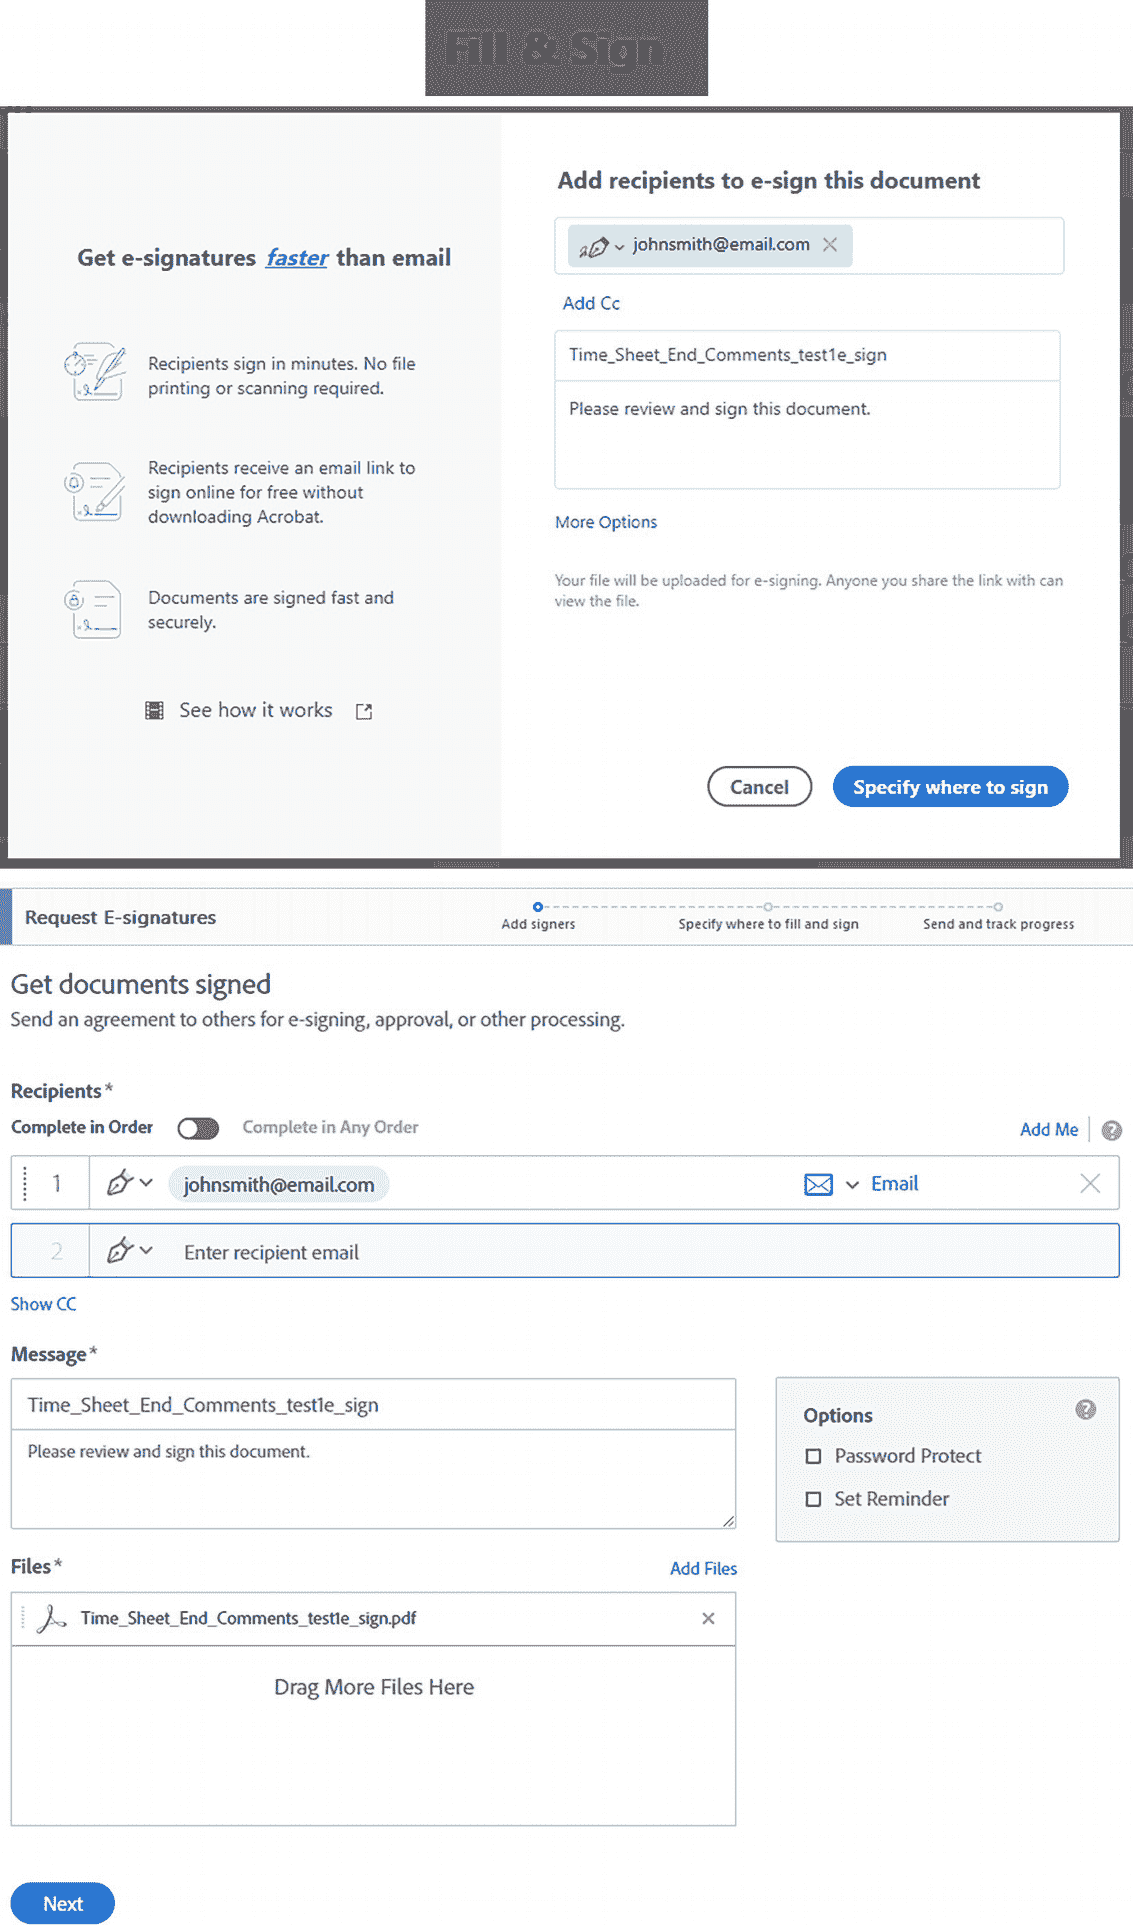 Fill & Sign
Get e-signatures faster than email
Recipients sign in minutes. No file
printing or scanning required.
Recipients receive an email link to
sign online for free without
downloading Acrobat.
Documents are signed fast and
securely.
See how it works
Add recipients to e-sign this document
johnsmith@email.com
Add Cc
Time_Sheet_End_Comments_test1e_sign
Please review and sign this document.
More Options
Your file will be uploaded for e-signing. Anyone you share the link with can
view the file.
Cancel
Specify where to sign
Request E-signatures
Add signers
Specify where to fill and sign
Send and track progress
Get documents signed
Send an agreement to others for e-signing, approval, or other processing.
Recipients*
Complete in Order
Complete in Any Order
Add Me
?
1
johnsmith@email.com
Email
2
Enter recipient email
Show CC
Message*
Time_Sheet_End_Comments_test1e_sign
Please review and sign this document.
Options
?
Password Protect
Set Reminder
Files*
Add Files
Time_Sheet_End_Comments_test1e_sign.pdf
Drag More Files Here
Next